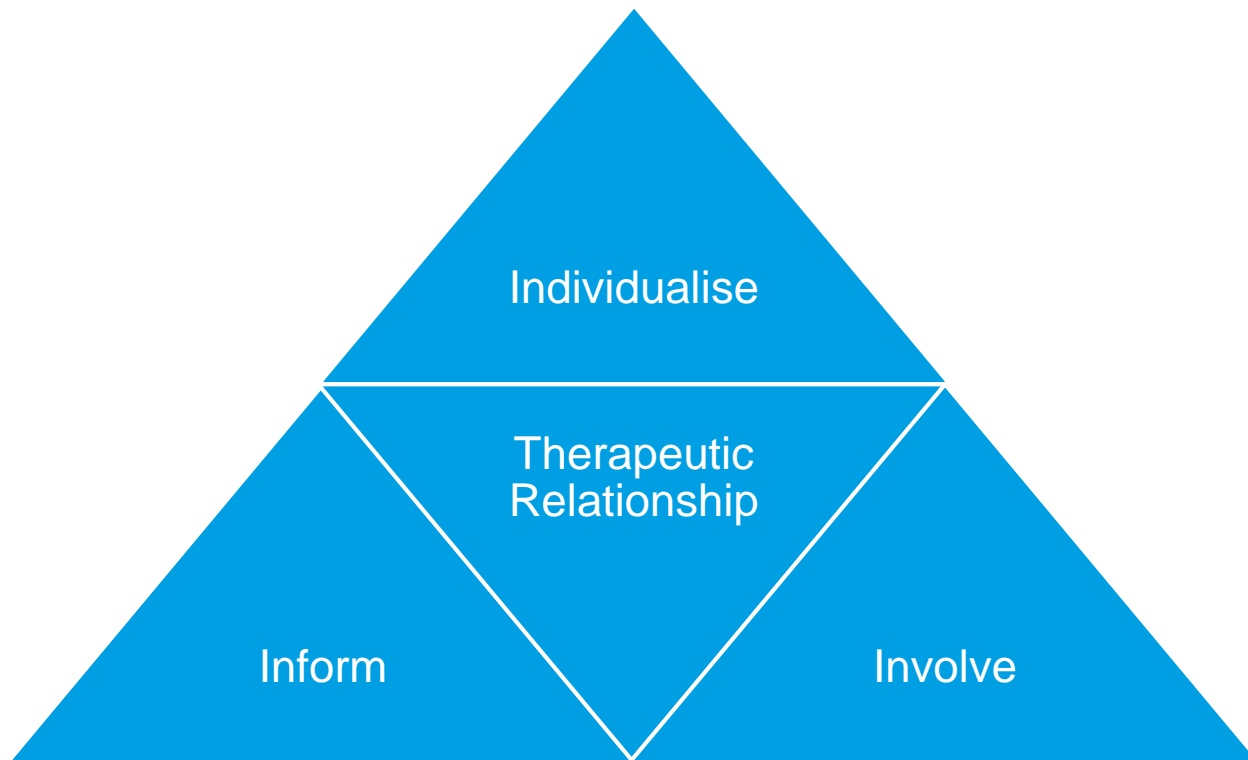 Individualise
Therapeutic
Relationship
Inform
Involve